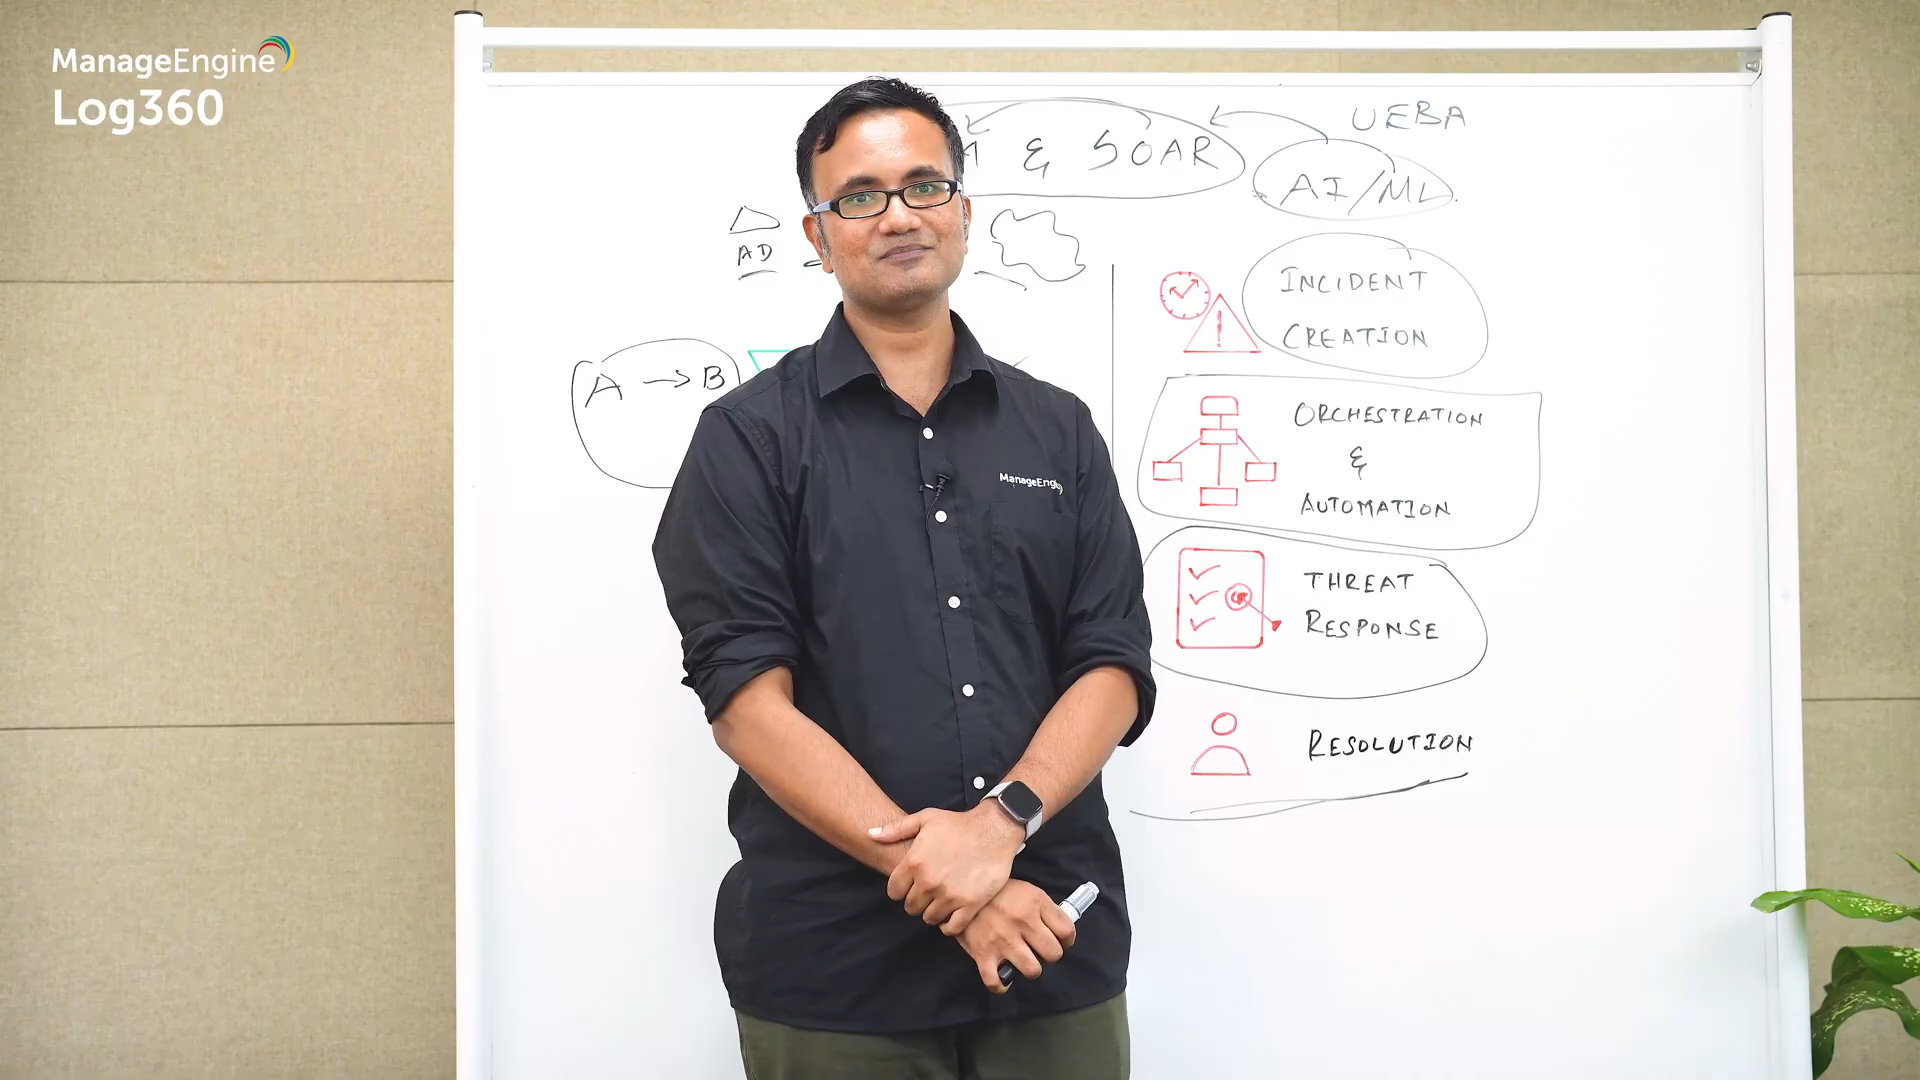 ManageEngine
Log360
UEBA
& SOAR
AI/ML
AD
INCIDENT
CREATION
A → B
ORCHESTRATION
&
AUTOMATION
ManageEngine
THREAT
RESPONSE
RESOLUTION